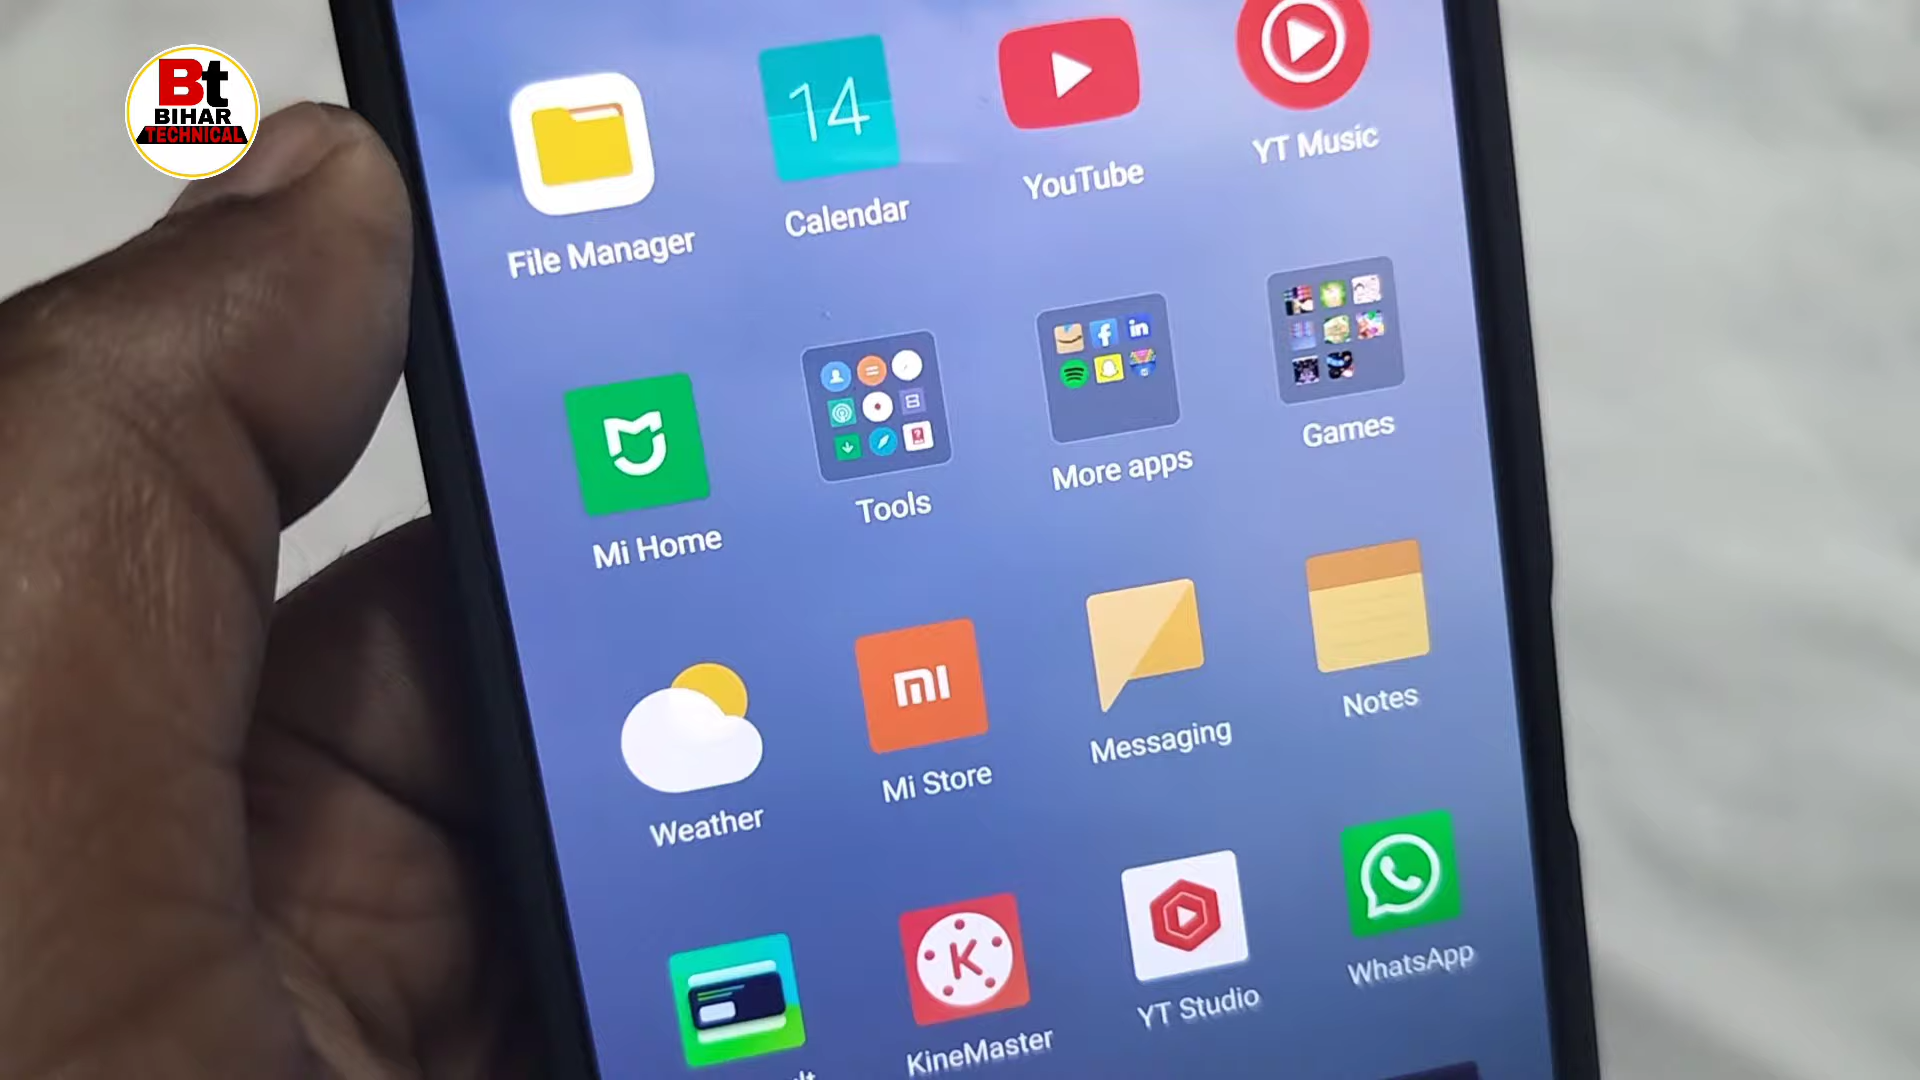 Bt
BIHAR
TECHNICAL
14
File Manager
Calendar
YouTube
YT Music
Mi Home
Tools
in
More apps
Games
Weather
mi
Mi Store
Messaging
Notes
K
KineMaster
YT Studio
WhatsApp